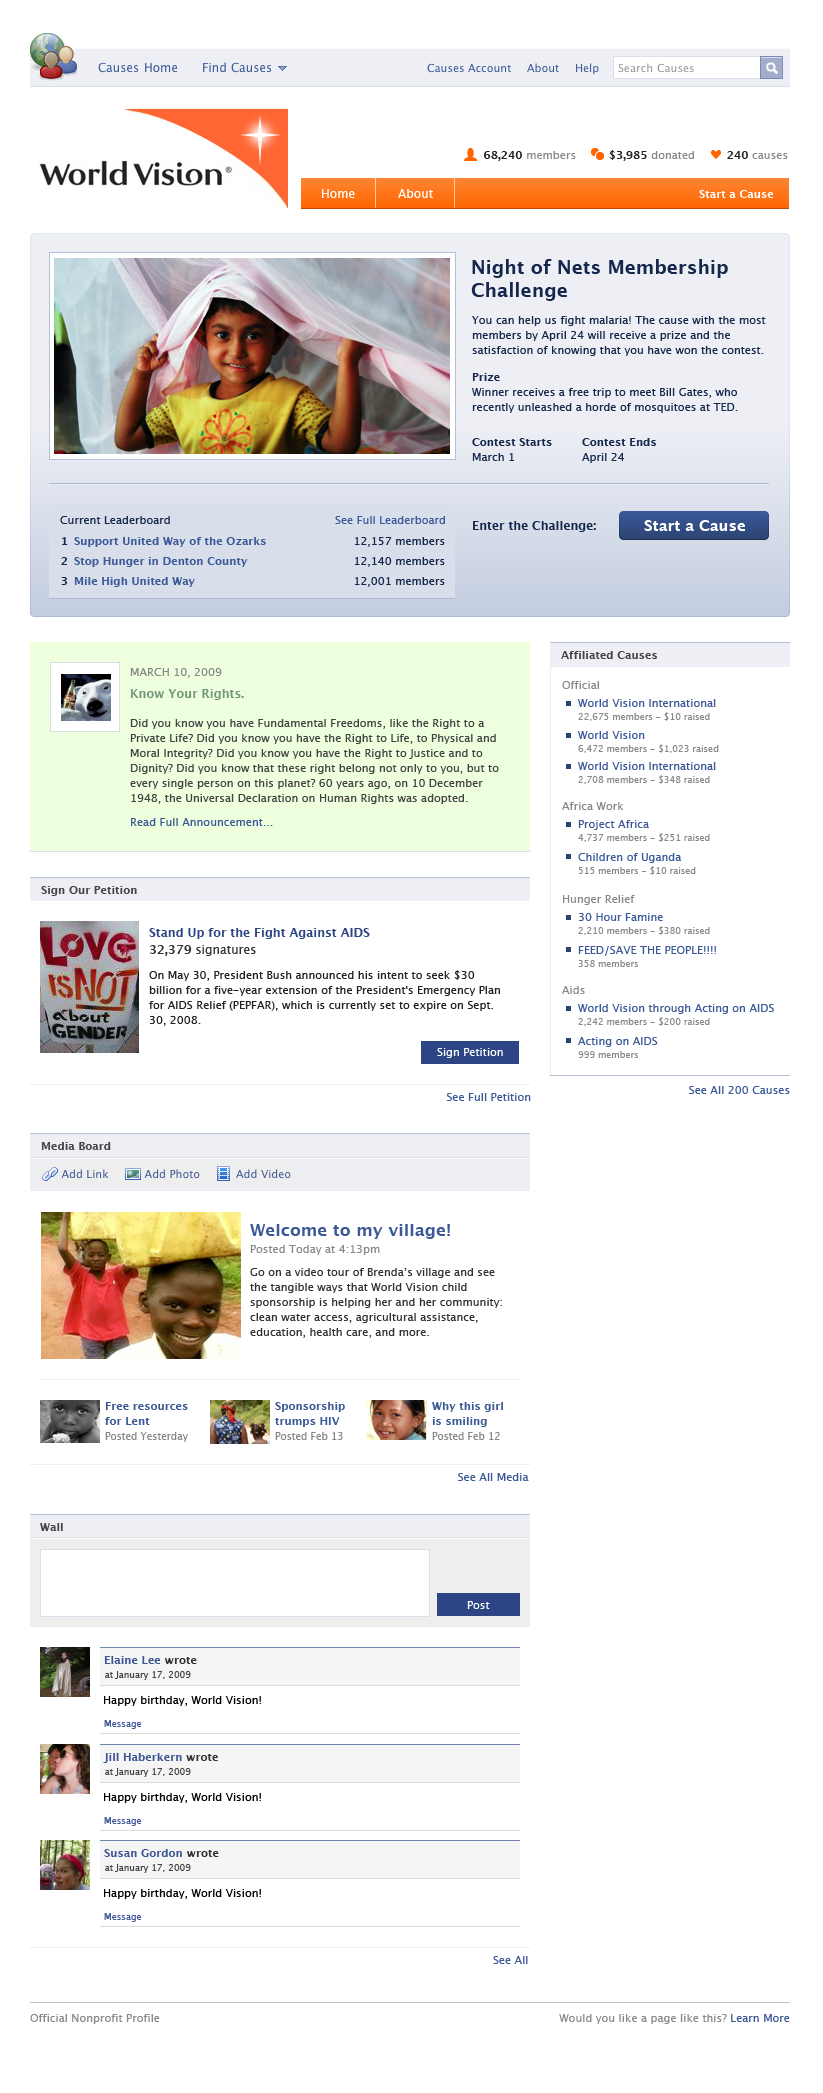 Causes Home
Find Causes
Causes Account
About
Help
Search Causes
World Vision®
68,240 members
$3,985 donated
240 causes
Home
About
Start a Cause
Night of Nets Membership
Challenge
You can help us fight malaria! The cause with the most
members by April 24 will receive a prize and the
satisfaction of knowing that you have won the contest.
Prize
Winner receives a free trip to meet Bill Gates, who
recently unleashed a horde of mosquitoes at TED.
Contest Starts
Contest Ends
March 1
April 24
Current Leaderboard
See Full Leaderboard
1 Support United Way of the Ozarks 12,157 members
2 Stop Hunger in Denton County 12,140 members
3 Mile High United Way 12,001 members
Enter the Challenge:
Start a Cause
MARCH 10, 2009
Know Your Rights.
Did you know you have Fundamental Freedoms, like the Right to a
Private Life? Did you know you have the Right to Life, to Physical and
Moral Integrity? Did you know you have the Right to Justice and to
Dignity? Did you know that these right belong not only to you, but to
every single person on this planet? 60 years ago, on 10 December
1948, the Universal Declaration on Human Rights was adopted.
Read Full Announcement...
Affiliated Causes
Official
World Vision International
22,675 members – $10 raised
World Vision
6,472 members – $1,023 raised
World Vision International
2,708 members – $348 raised
Africa Work
Project Africa
4,737 members – $251 raised
Children of Uganda
515 members – $10 raised
Hunger Relief
30 Hour Famine
2,210 members – $380 raised
FEED/SAVE THE PEOPLE!!!!
358 members
Aids
World Vision through Acting on AIDS
2,242 members – $200 raised
Acting on AIDS
999 members
See All 200 Causes
Sign Our Petition
LOVE
is NOT
about
GENDER
Stand Up for the Fight Against AIDS
32,379 signatures
On May 30, President Bush announced his intent to seek $30
billion for a five-year extension of the President's Emergency Plan
for AIDS Relief (PEPFAR), which is currently set to expire on Sept.
30, 2008.
Sign Petition
See Full Petition
Media Board
Add Link
Add Photo
Add Video
Welcome to my village!
Posted Today at 4:13pm
Go on a video tour of Brenda's village and see
the tangible ways that World Vision child
sponsorship is helping her and her community:
clean water access, agricultural assistance,
education, health care, and more.
Free resources
for Lent
Posted Yesterday
Sponsorship
trumps HIV
Posted Feb 13
Why this girl
is smiling
Posted Feb 12
See All Media
Wall
Post
Elaine Lee wrote
at January 17, 2009
Happy birthday, World Vision!
Message
Jill Haberkern wrote
at January 17, 2009
Happy birthday, World Vision!
Message
Susan Gordon wrote
at January 17, 2009
Happy birthday, World Vision!
Message
See All
Official Nonprofit Profile
Would you like a page like this? Learn More